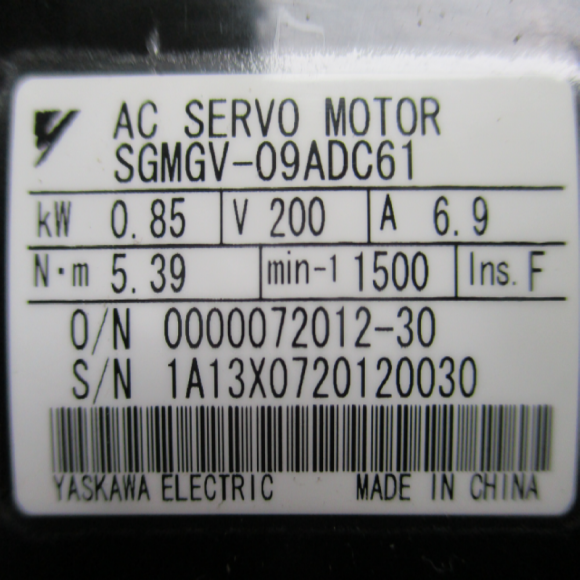 AC SERVO MOTOR
SGMGV-09ADC61
kW 0.85 V 200 A 6.9
N·m 5.39 min-1 1500 Ins. F
O/N 0000072012-30
S/N 1A13X0720120030
YASKAWA ELECTRIC MADE IN CHINA